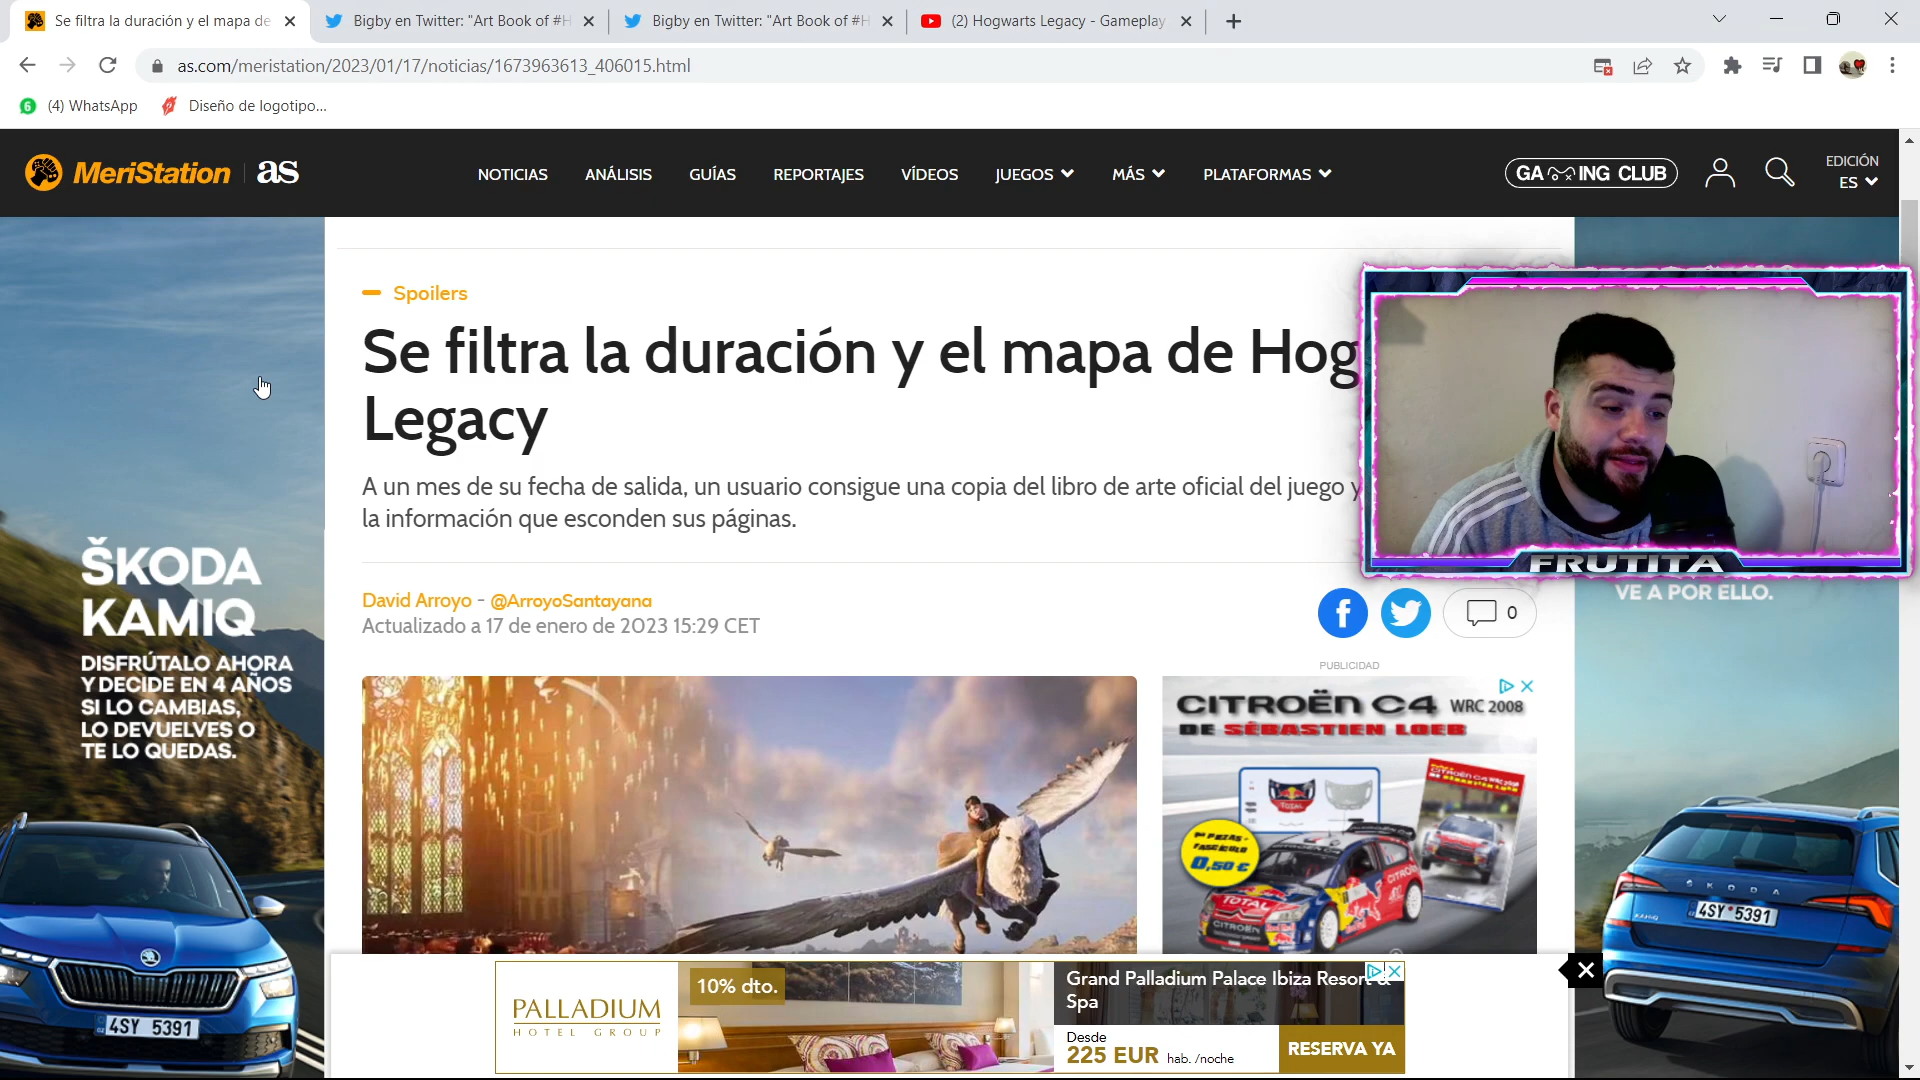 Se filtra la duración y el mapa de
Bigby en Twitter: "Art Book of #H
Bigby en Twitter: "Art Book of #H
(2) Hogwarts Legacy - Gameplay
as.com/meristation/2023/01/17/noticias/1673963613_406015.html
6
(4) WhatsApp
Diseño de logotipo...
MeriStation
as
NOTICIAS
ANÁLISIS
GUÍAS
REPORTAJES
VÍDEOS
JUEGOS
MÁS
PLATAFORMAS
GAMING CLUB
EDICIÓN
ES
Spoilers
Se filtra la duración y el mapa de Hog
Legacy
A un mes de su fecha de salida, un usuario consigue una copia del libro de arte oficial del juego y
la información que esconden sus páginas.
FRUTITA
David Arroyo - @ArroyoSantayana
Actualizado a 17 de enero de 2023 15:29 CET
0
ŠKODA
KAMIQ
DISFRÚTALO AHORA
Y DECIDE EN 4 AÑOS
SI LO CAMBIAS,
LO DEVUELVES O
TE LO QUEDAS.
4SY 5391
VE A POR ELLO.
ŠKODA
KAMIQ
4SY 5391
PUBLICIDAD
CITROËN C4 WRC 2008
DE SÉBASTIEN LOEB
0,50 €
TOTAL
Red Bull
CITROËN
PALLADIUM
HOTEL GROUP
10% dto.
Grand Palladium Palace Ibiza Resort &
Spa
Desde
225 EUR hab. /noche
RESERVA YA